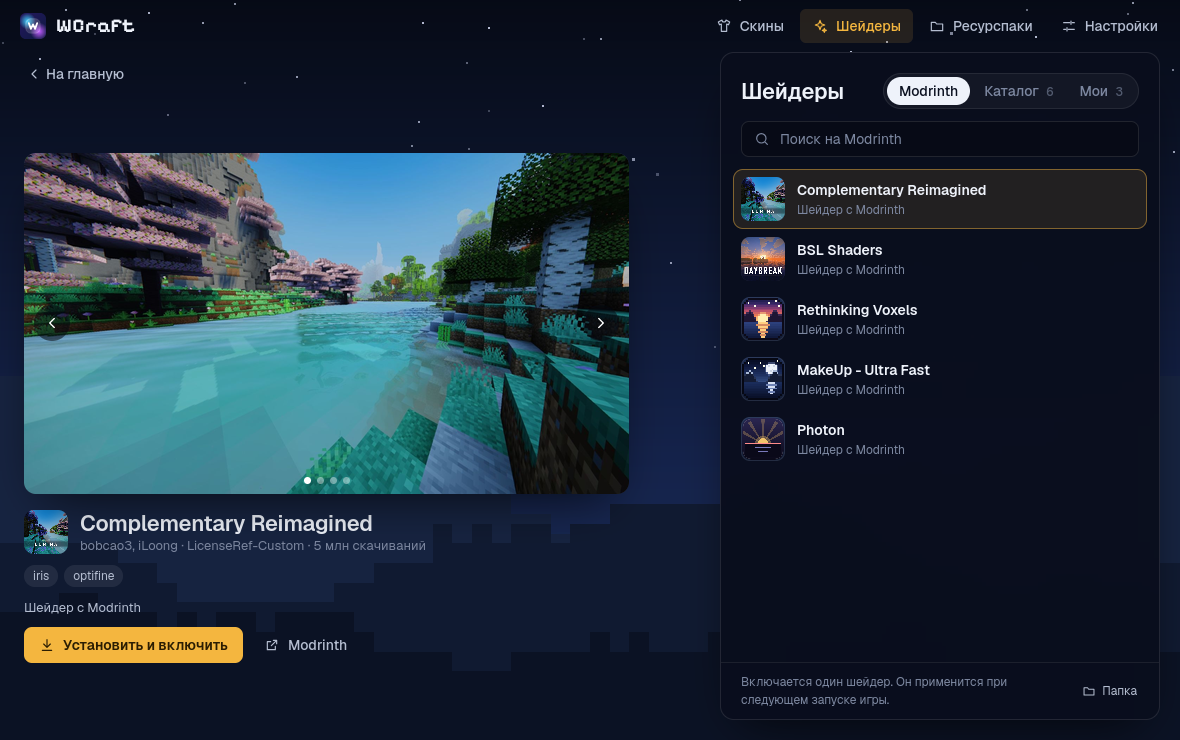 WCraft
Скины
Шейдеры
Ресурспаки
Настройки
На главную
Шейдеры
Modrinth
Каталог 6
Мои 3
Поиск на Modrinth
Complementary Reimagined
Шейдер с Modrinth
BSL Shaders
Шейдер с Modrinth
DAYBREAK
Rethinking Voxels
Шейдер с Modrinth
MakeUp - Ultra Fast
Шейдер с Modrinth
Photon
Шейдер с Modrinth
Complementary Reimagined
bobcao3, iLoong · LicenseRef-Custom · 5 млн скачиваний
iris
optifine
Шейдер с Modrinth
Установить и включить
Modrinth
Включается один шейдер. Он применится при
следующем запуске игры.
Папка